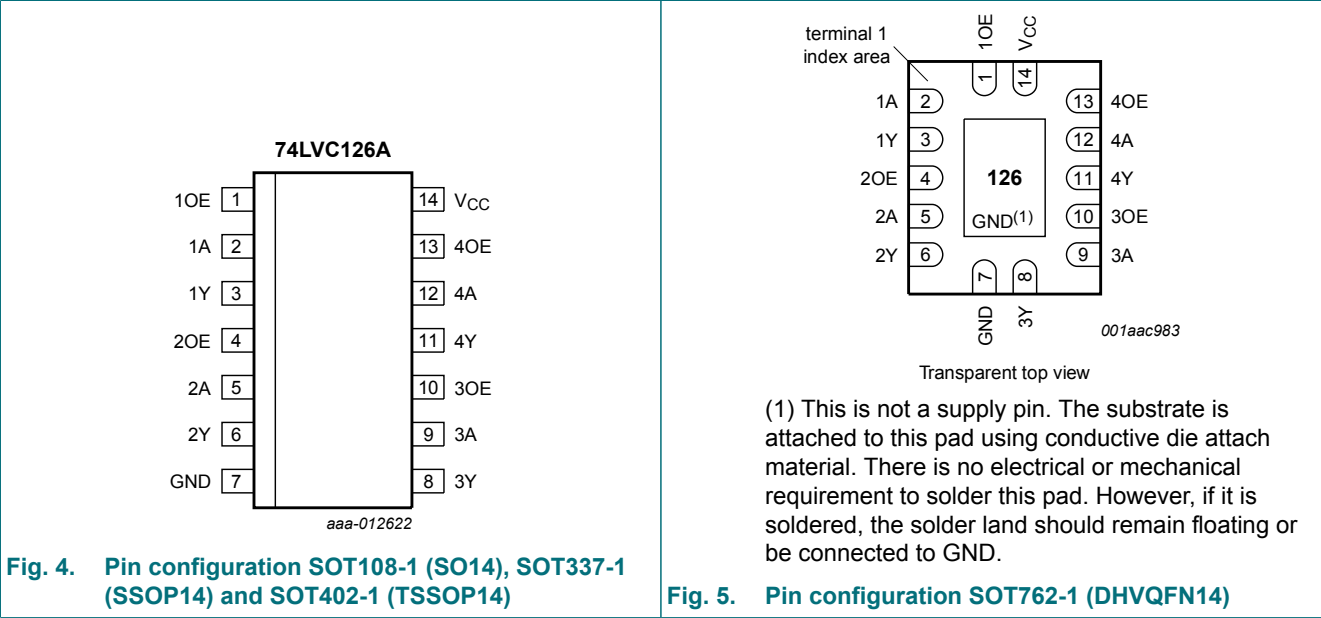 74LVC126A
1OE 1 14 VCC
1A 2 13 4OE
1Y 3 12 4A
2OE 4 11 4Y
2A 5 10 3OE
2Y 6 9 3A
GND 7 8 3Y
aaa-012622
Fig. 4. Pin configuration SOT108-1 (SO14), SOT337-1
(SSOP14) and SOT402-1 (TSSOP14)
terminal 1
index area
1OE VCC
1 14
1A 2 13 4OE
1Y 3 12 4A
2OE 4 126 11 4Y
2A 5 GND(1) 10 3OE
2Y 6 9 3A
7 8
GND 3Y
001aac983
Transparent top view
(1) This is not a supply pin. The substrate is
attached to this pad using conductive die attach
material. There is no electrical or mechanical
requirement to solder this pad. However, if it is
soldered, the solder land should remain floating or
be connected to GND.
Fig. 5. Pin configuration SOT762-1 (DHVQFN14)